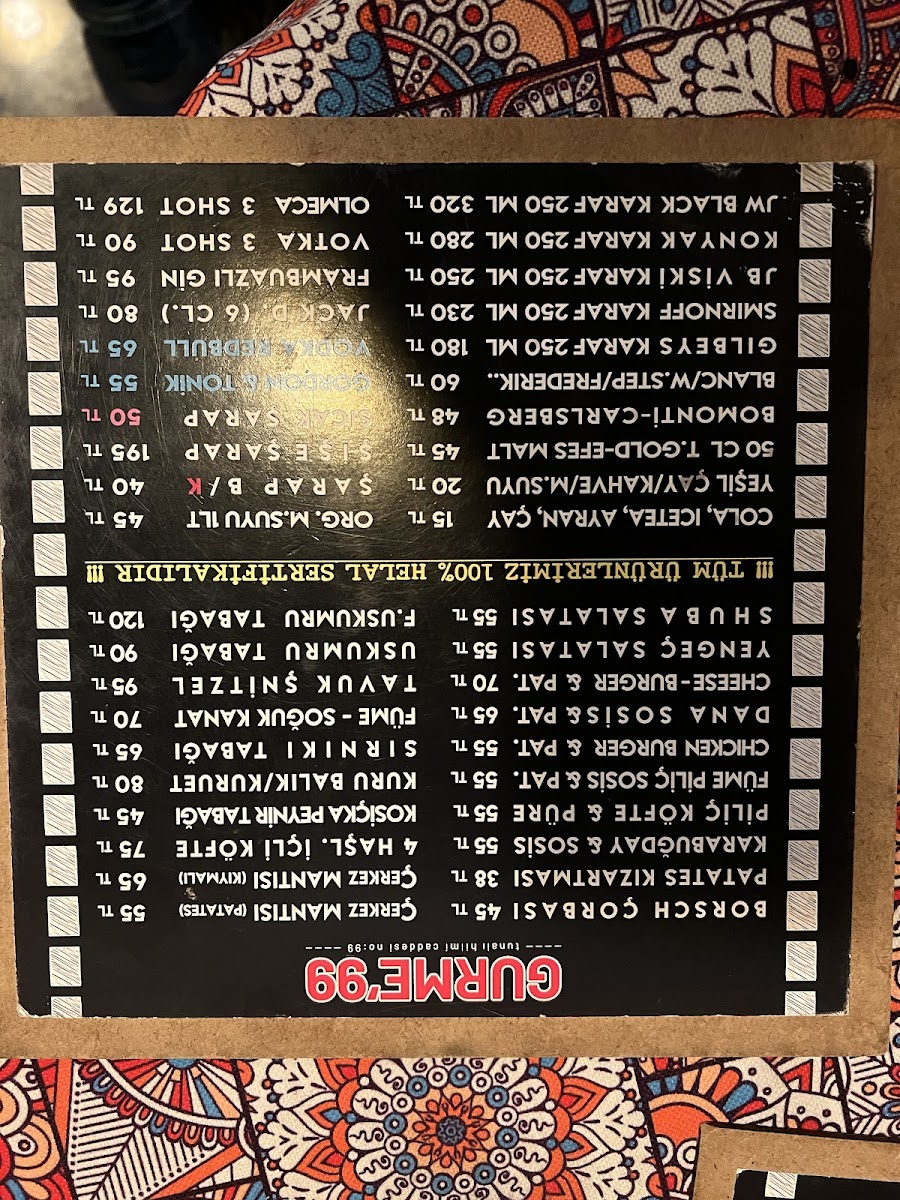 GURME'99
---- tunalı hilmi caddesi no:99 ----
BORSCH ÇORBASI 45 TL
PATATES KIZARTMASI 38 TL
KARABUĞDAY & SOSİS 55 TL
PİLİÇ KÖFTE & PÜRE 55 TL
FÜME PİLİÇ SOSİS & PAT. 55 TL
CHICKEN BURGER & PAT. 55 TL
DANA SOSİS & PAT. 65 TL
CHEESE-BURGER & PAT. 70 TL
YENGEÇ SALATASI 55 TL
SHUBA SALATASI 55 TL
ÇERKEZ MANTISI (PATATES) 55 TL
ÇERKEZ MANTISI (KIYMALI) 65 TL
4 HAŞL. İÇLİ KÖFTE 75 TL
KOSİÇKA PEYNİR TABAĞI 45 TL
KURU BALIK/KURUET 80 TL
SIRNIKI TABAĞI 65 TL
FÜME - SOĞUK KANAT 70 TL
TAVUK ŞNİTZEL 95 TL
USKUMRU TABAĞI 90 TL
F.USKUMRU TABAĞI 120 TL
!!! TÜM ÜRÜNLERİMİZ 100% HELAL SERTİFİKALIDIR !!!
COLA, ICETEA, AYRAN, ÇAY 15 TL
YEŞİL ÇAY/KAHVE/M.SUYU 20 TL
50 CL T.GOLD-EFES MALT 45 TL
BOMONTİ-CARLSBERG 48 TL
BLANC/W.STEP/FREDERIK.. 60 TL
GILBEYS KARAF 250 ML 180 TL
SMIRNOFF KARAF 250 ML 230 TL
JB VİSKİ KARAF 250 ML 250 TL
KONYAK KARAF 250 ML 280 TL
JW BLACK KARAF 250 ML 320 TL
ORG. M.SUYU 1LT 45 TL
ŞARAP B/K 40 TL
ŞİŞE ŞARAP 195 TL
SICAK ŞARAP 50 TL
GORDON & TONİK 55 TL
VODKA REDBULL 65 TL
JACK D. (6 CL.) 80 TL
FRAMBUAZLI GİN 95 TL
VOTKA 3 SHOT 90 TL
OLMECA 3 SHOT 129 TL